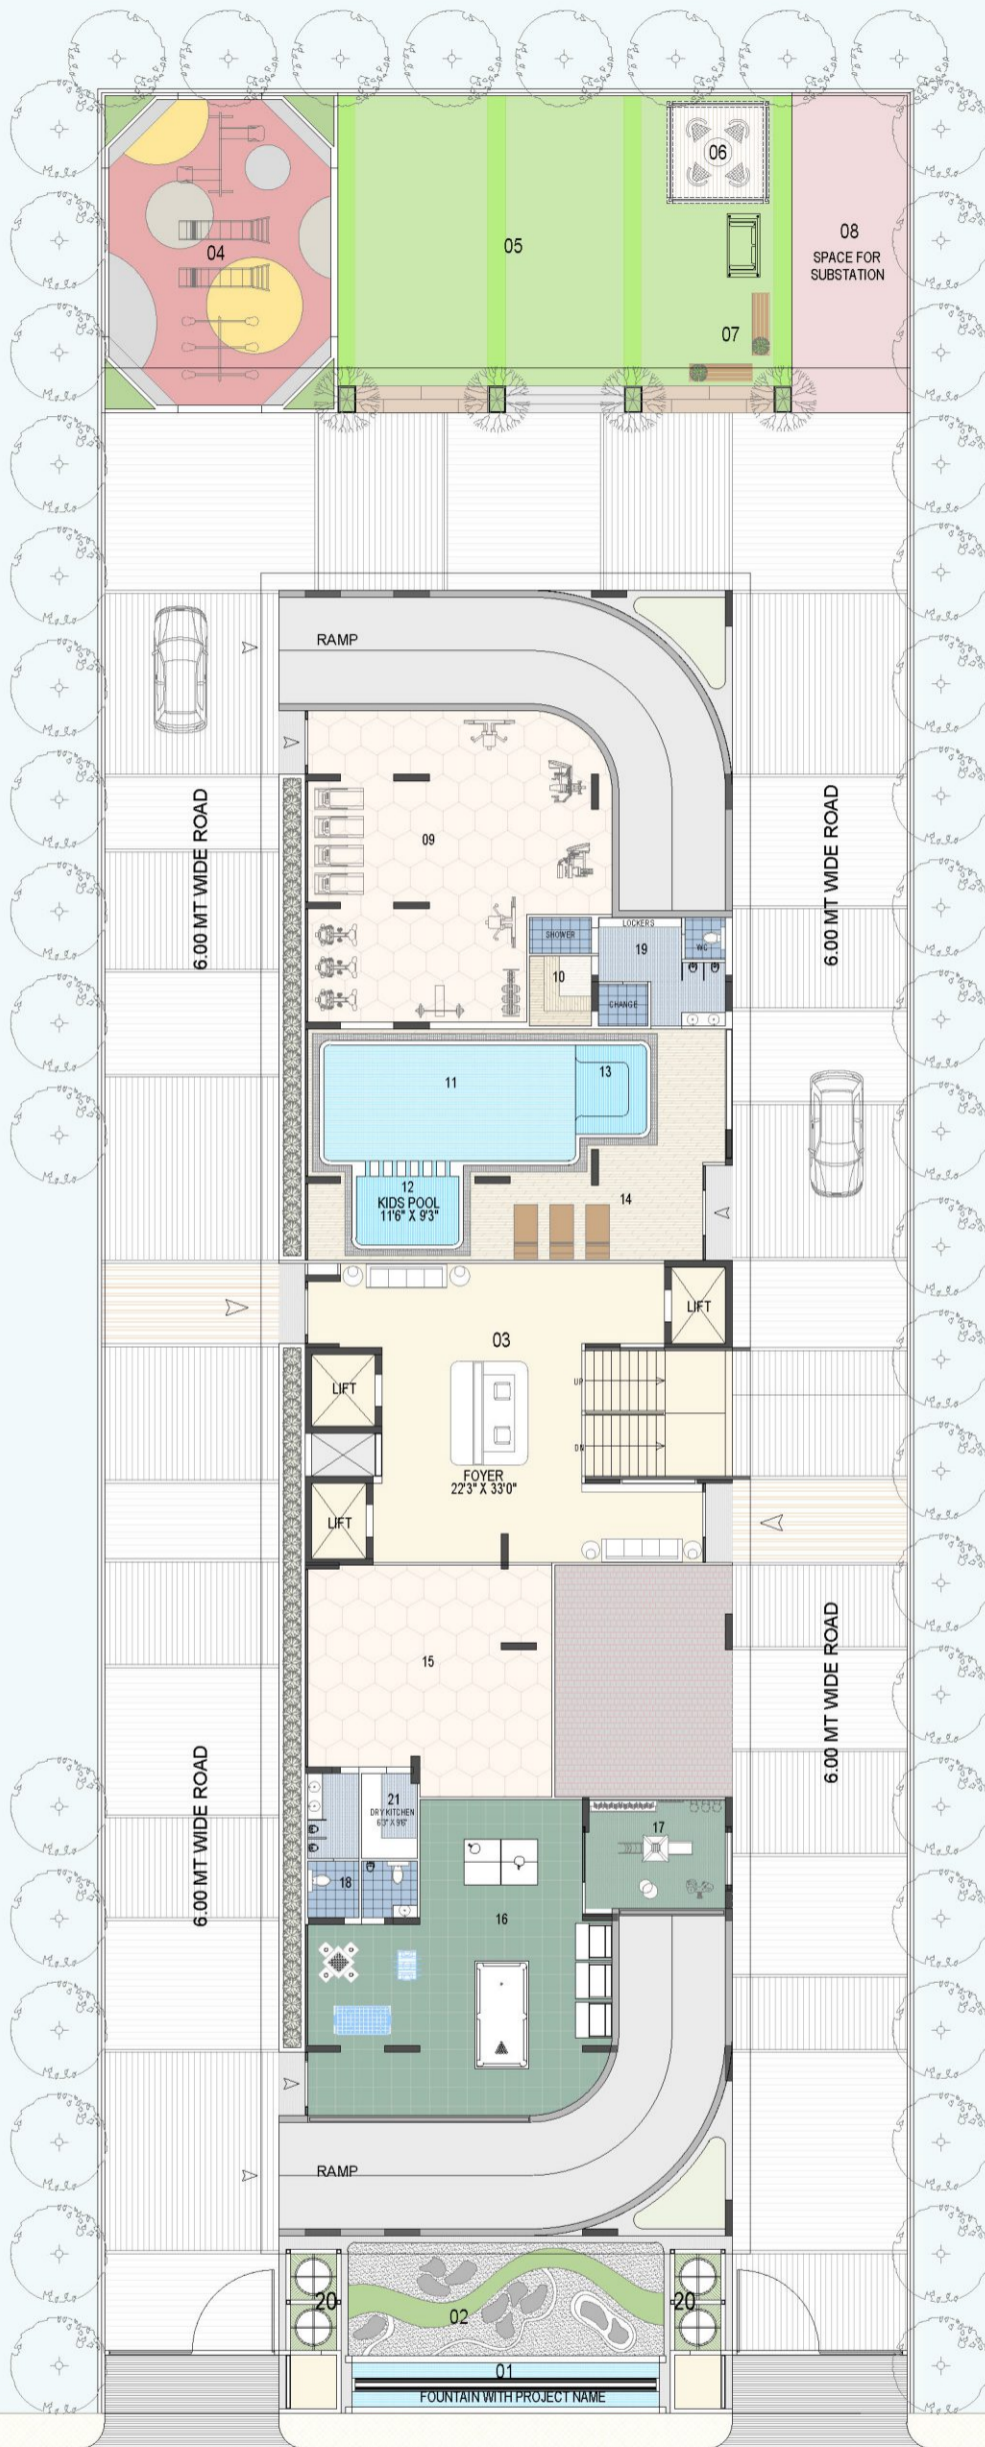 06
08
SPACE FOR
SUBSTATION
04
05
07
RAMP
6.00 MT WIDE ROAD
6.00 MT WIDE ROAD
09
LOCKERS
SHOWER
19
WC
10
CHANGE
11
13
12
KIDS POOL
11'6" X 9'3"
14
LIFT
03
LIFT
UP
DN
FOYER
22'3" X 33'0"
LIFT
15
6.00 MT WIDE ROAD
6.00 MT WIDE ROAD
21
DRY KITCHEN
17
18
16
RAMP
20
20
02
01
FOUNTAIN WITH PROJECT NAME